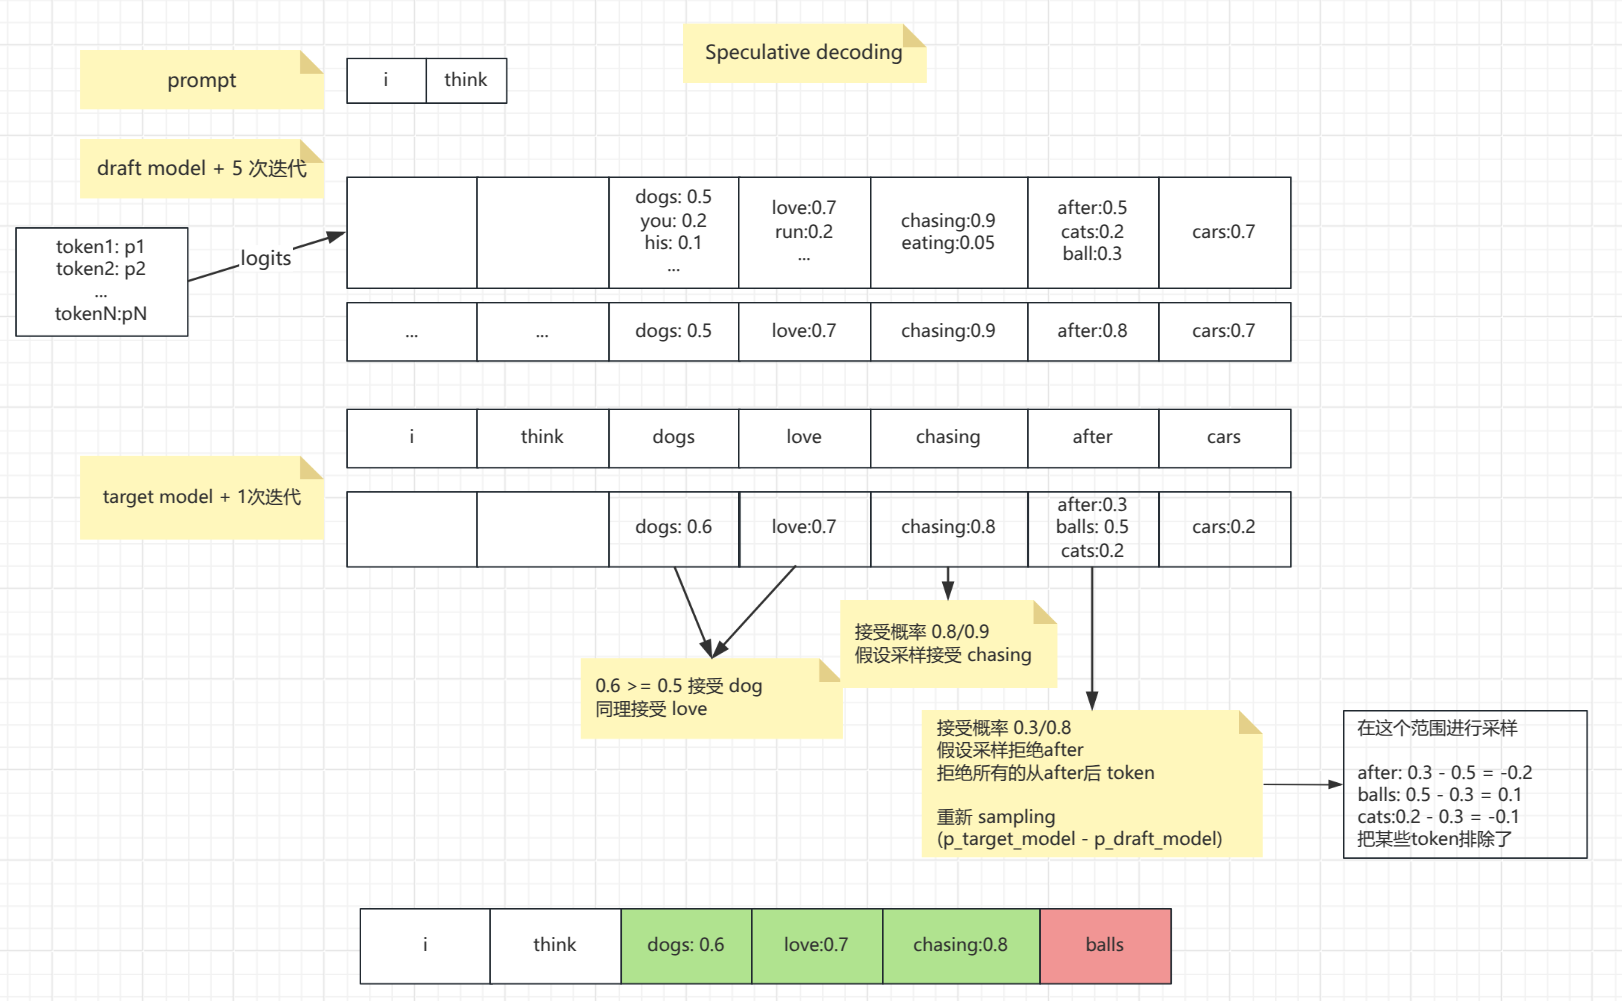 Speculative decoding
prompt
i
think
draft model + 5 次迭代
token1: p1
token2: p2
...
tokenN:pN
logits
dogs: 0.5
you: 0.2
his: 0.1
...
love:0.7
run:0.2
...
chasing:0.9
eating:0.05
after:0.5
cats:0.2
ball:0.3
cars:0.7
...
...
dogs: 0.5
love:0.7
chasing:0.9
after:0.8
cars:0.7
i
think
dogs
love
chasing
after
cars
target model + 1次迭代
dogs: 0.6
love:0.7
chasing:0.8
after:0.3
balls: 0.5
cats:0.2
cars:0.2
0.6 >= 0.5 接受 dog
同理接受 love
接受概率 0.8/0.9
假设采样接受 chasing
接受概率 0.3/0.8
假设采样拒绝after
拒绝所有的从after后 token
重新 sampling
(p_target_model - p_draft_model)
在这个范围进行采样
after: 0.3 - 0.5 = -0.2
balls: 0.5 - 0.3 = 0.1
cats:0.2 - 0.3 = -0.1
把某些token排除了
i
think
dogs: 0.6
love:0.7
chasing:0.8
balls